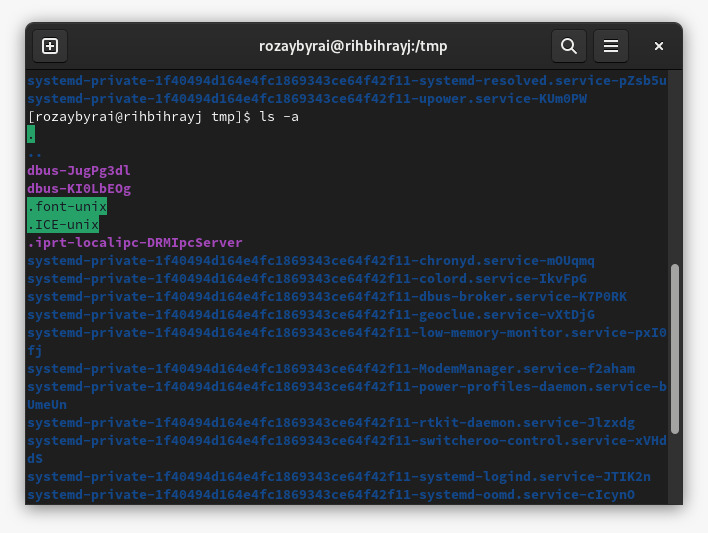 rozaybyrai@rihbihrayj:/tmp
systemd-private-1f40494d164e4fc1869343ce64f42f11-systemd-resolved.service-pZsb5u
systemd-private-1f40494d164e4fc1869343ce64f42f11-upower.service-KUm0PW
[rozaybyrai@rihbihrayj tmp]$ ls -a
.
..
dbus-JugPg3dl
dbus-KI0LbEOg
.font-unix
.ICE-unix
.iprt-localipc-DRMIpcServer
systemd-private-1f40494d164e4fc1869343ce64f42f11-chronyd.service-mOUqmq
systemd-private-1f40494d164e4fc1869343ce64f42f11-colord.service-IkvFpG
systemd-private-1f40494d164e4fc1869343ce64f42f11-dbus-broker.service-K7P0RK
systemd-private-1f40494d164e4fc1869343ce64f42f11-geoclue.service-vXtDjG
systemd-private-1f40494d164e4fc1869343ce64f42f11-low-memory-monitor.service-pxI0
fj
systemd-private-1f40494d164e4fc1869343ce64f42f11-ModemManager.service-f2aham
systemd-private-1f40494d164e4fc1869343ce64f42f11-power-profiles-daemon.service-b
UmeUn
systemd-private-1f40494d164e4fc1869343ce64f42f11-rtkit-daemon.service-Jlzxdg
systemd-private-1f40494d164e4fc1869343ce64f42f11-switcheroo-control.service-xVHd
dS
systemd-private-1f40494d164e4fc1869343ce64f42f11-systemd-logind.service-JTIK2n
systemd-private-1f40494d164e4fc1869343ce64f42f11-systemd-oomd.service-cIcynO